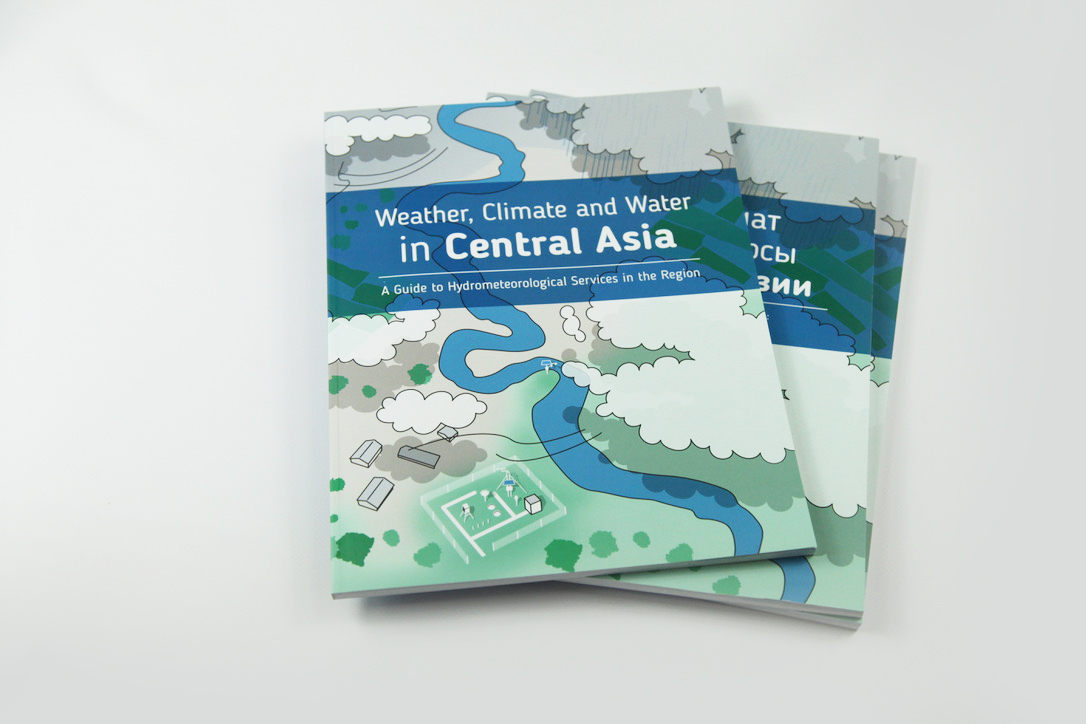 Weather, Climate and Water
in Central Asia
A Guide to Hydrometeorological Services in the Region